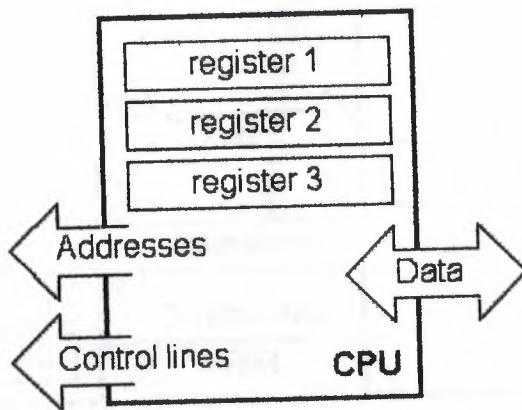 register 1
register 2
register 3
Addresses
Data
Control lines
CPU